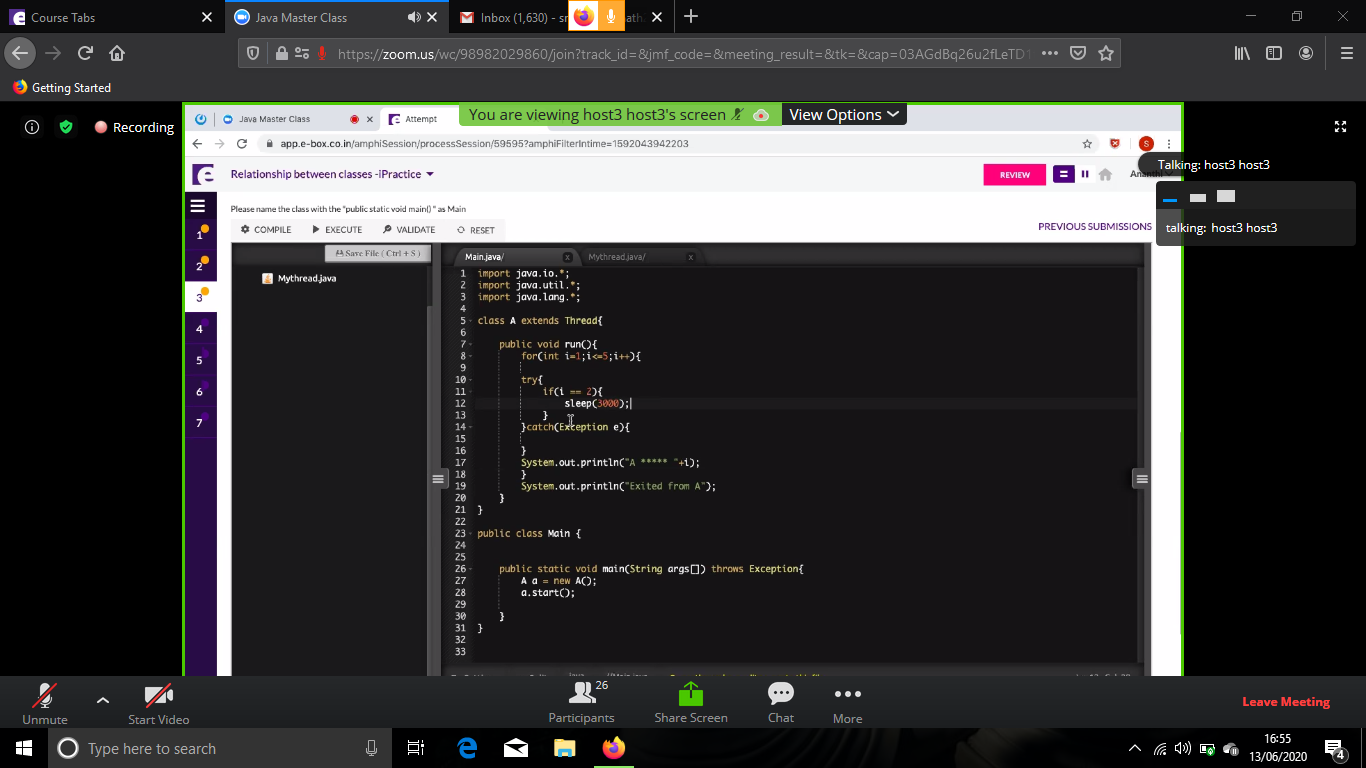 Course Tabs
Java Master Class
Inbox (1,630) - sr
ath.
https://zoom.us/wc/98982029860/join?track_id=&jmf_code=&meeting_result=&tk=&cap=03AGdBq26u2fLeTD1
Getting Started
Recording
Java Master Class
Attempt
You are viewing host3 host3's screen
View Options
app.e-box.co.in/amphiSession/processSession/59595?amphiFilterIntime=1592043942203
S
Talking: host3 host3
Relationship between classes -iPractice
REVIEW
talking: host3 host3
Please name the class with the "public static void main() " as Main
COMPILE
EXECUTE
VALIDATE
RESET
PREVIOUS SUBMISSIONS
1
2
3
4
5
6
7
Save File ( Ctrl + S )
Mythread.java
Main.java/ x
Mythread.java/ x
1 import java.io.*;
2 import java.util.*;
3 import java.lang.*;
4
5 class A extends Thread{
6
7 public void run(){
8 for(int i=1;i<=5;i++){
9
10 try{
11 if(i == 2){
12 sleep(3000);
13 }
14 }catch(Exception e){
15
16 }
17 System.out.println("A ***** "+i);
18 }
19 System.out.println("Exited from A");
20 }
21 }
22
23 public class Main {
24
25
26 public static void main(String args[]) throws Exception{
27 A a = new A();
28 a.start();
29
30 }
31 }
32
33
Unmute
Start Video
26
Participants
Share Screen
Chat
More
Leave Meeting
Type here to search
16:55
13/06/2020
4